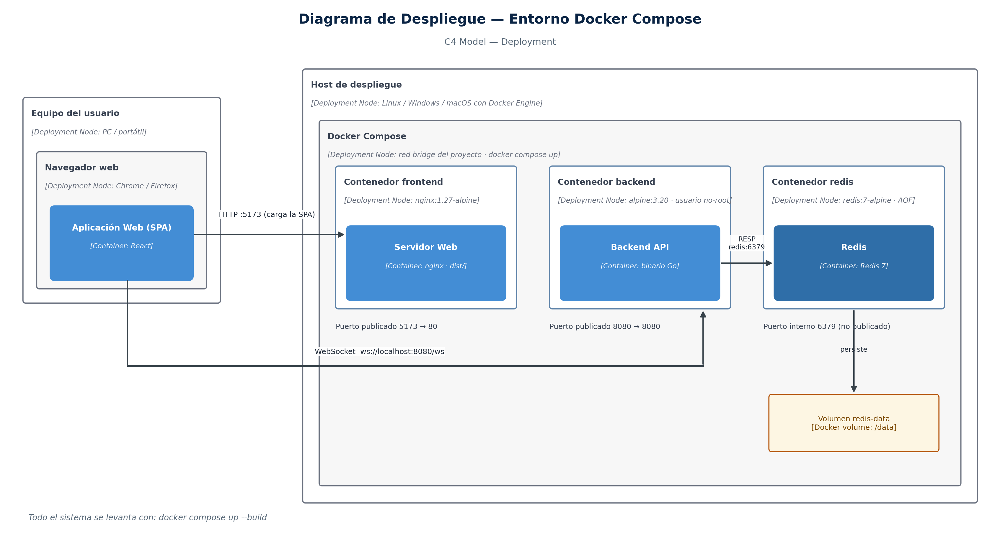 Diagrama de Despliegue — Entorno Docker Compose
C4 Model — Deployment
Equipo del usuario
[Deployment Node: PC / portátil]
Navegador web
[Deployment Node: Chrome / Firefox]
Aplicación Web (SPA)
[Container: React]
HTTP :5173 (carga la SPA)
Host de despliegue
[Deployment Node: Linux / Windows / macOS con Docker Engine]
Docker Compose
[Deployment Node: red bridge del proyecto · docker compose up]
Contenedor frontend
[Deployment Node: nginx:1.27-alpine]
Servidor Web
[Container: nginx · dist/]
Puerto publicado 5173 → 80
Contenedor backend
[Deployment Node: alpine:3.20 · usuario no-root]
Backend API
[Container: binario Go]
Puerto publicado 8080 → 8080
RESP
redis:6379
Contenedor redis
[Deployment Node: redis:7-alpine · AOF]
Redis
[Container: Redis 7]
Puerto interno 6379 (no publicado)
persiste
WebSocket  ws://localhost:8080/ws
Volumen redis-data
[Docker volume: /data]
Todo el sistema se levanta con: docker compose up --build